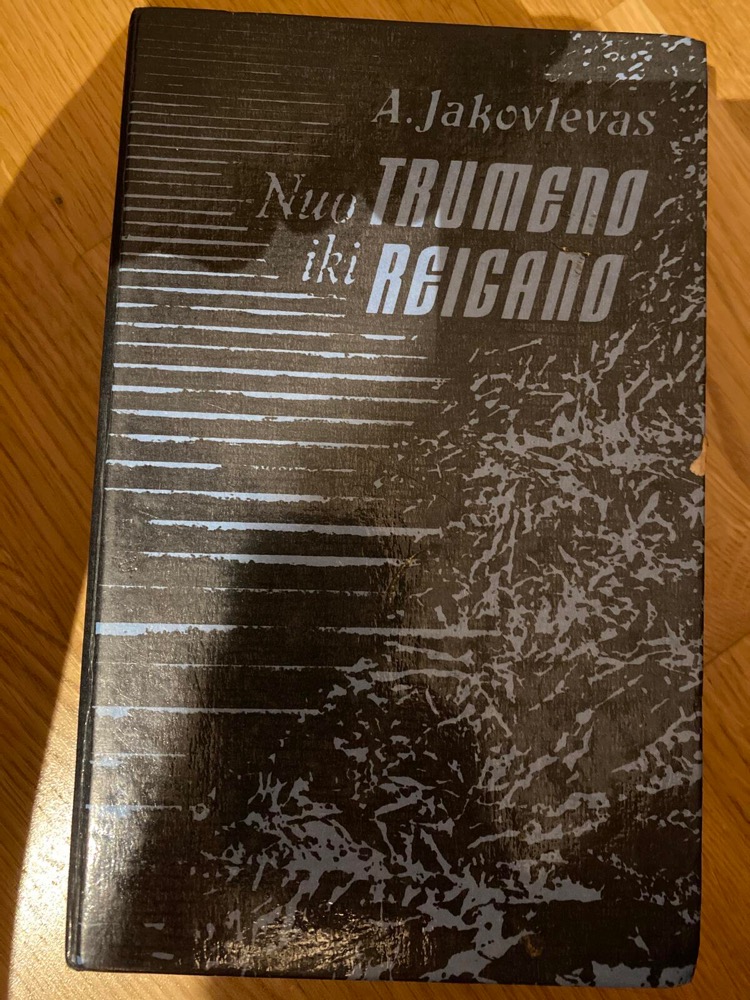 A. Jakovlevas
Nuo TRUMENO
iki REIGANO